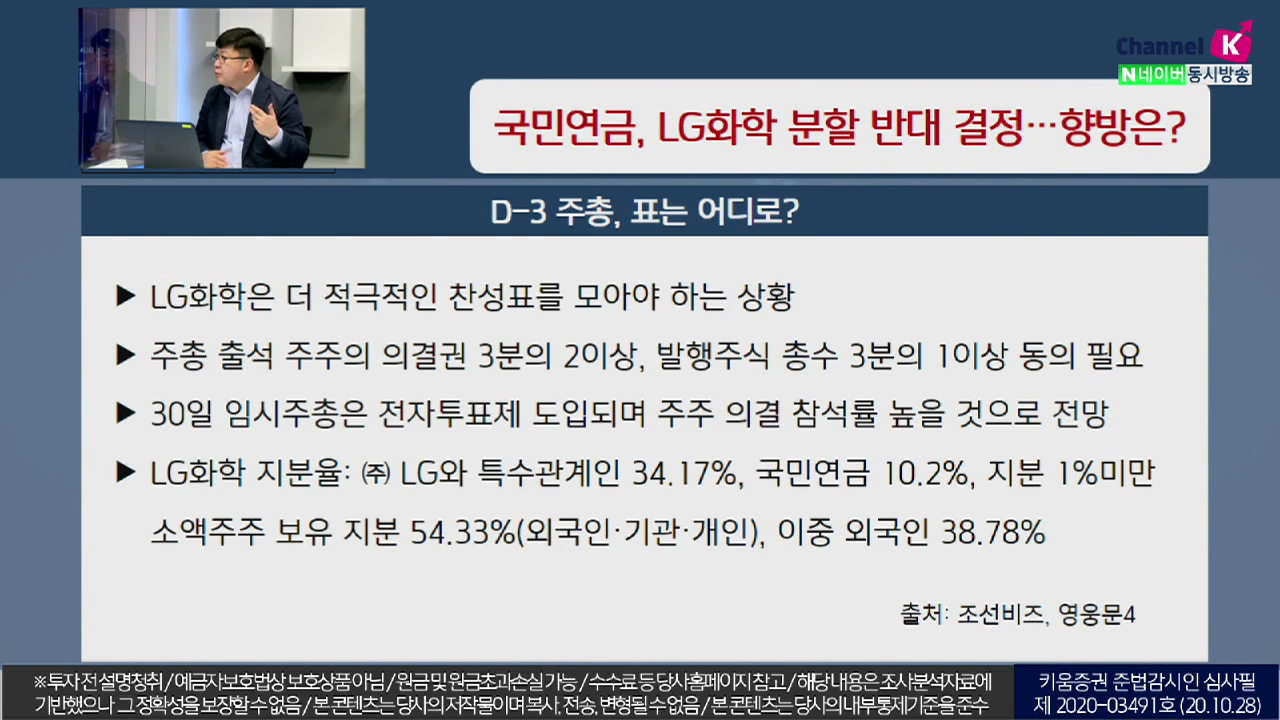 Channel K
N네이버 동시방송
국민연금, LG화학 분할 반대 결정…향방은?
D-3 주총, 표는 어디로?
▶ LG화학은 더 적극적인 찬성표를 모아야 하는 상황
▶ 주총 출석 주주의 의결권 3분의 2이상, 발행주식 총수 3분의 1이상 동의 필요
▶ 30일 임시주총은 전자투표제 도입되며 주주 의결 참석률 높을 것으로 전망
▶ LG화학 지분율: ㈜ LG와 특수관계인 34.17%, 국민연금 10.2%, 지분 1%미만
소액주주 보유 지분 54.33%(외국인·기관·개인), 이중 외국인 38.78%
출처: 조선비즈, 영웅문4
※ 투자 전 설명청취 / 예금자보호법상 보호상품 아님 / 원금 및 원금초과손실 가능 / 수수료 등 당사홈페이지 참고 / 해당 내용은 조사분석자료에
기반했으나 그 정확성을 보장할 수 없음 / 본 콘텐츠는 당사의 저작물이며 복사, 전송, 변형될 수 없음 / 본 콘텐츠는 당사의 내부통제기준을 준수
키움증권 준법감시인 심사필
제 2020-03491호 (20.10.28)